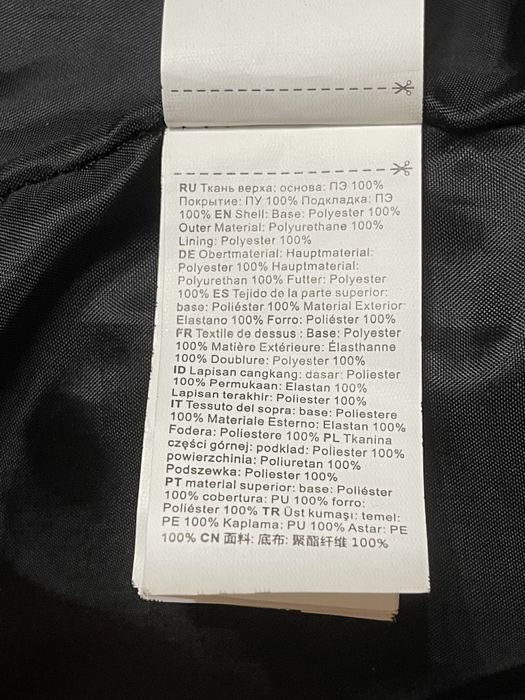 RU Ткань верха: основа: ПЭ 100%
Покрытие: ПУ 100% Подкладка: ПЭ
100% EN Shell: Base: Polyester 100%
Outer Material: Polyurethane 100%
Lining: Polyester 100%
DE Obertmaterial: Hauptmaterial:
Polyester 100% Hauptmaterial:
Polyurethan 100% Futter: Polyester
100% ES Tejido de la parte superior:
base: Poliéster 100% Material Exterior:
Elastano 100% Forro: Poliéster 100%
FR Textile de dessus : Base: Polyester
100% Matière Extérieure: Élasthanne
100% Doublure: Polyester 100%
ID Lapisan cangkang: dasar: Poliester
100% Permukaan: Elastan 100%
Lapisan terakhir: Poliester 100%
IT Tessuto del sopra: base: Poliestere
100% Materiale Esterno: Elastan 100%
Fodera: Poliestere 100% PL Tkanina
części górnej: podkład: Poliester 100%
powierzchinia: Poliuretan 100%
Podszewka: Poliester 100%
PT material superior: base: Poliéster
100% cobertura: PU 100% forro:
Poliéster 100% TR Üst kumaşı: temel:
PE 100% Kaplama: PU 100% Astar: PE
100% CN 面料: 底布: 聚酯纤维 100%